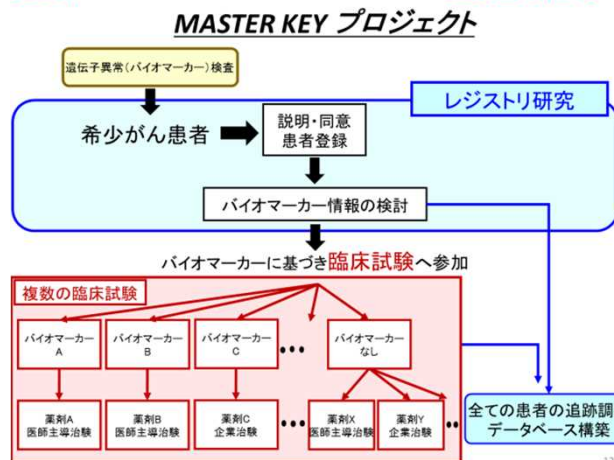 MASTER KEY プロジェクト
遺伝子異常(バイオマーカー)検査
レジストリ研究
希少がん患者
説明・同意
患者登録
バイオマーカー情報の検討
バイオマーカーに基づき臨床試験へ参加
複数の臨床試験
バイオマーカー
A
バイオマーカー
B
バイオマーカー
C
•••
バイオマーカー
なし
薬剤A
医師主導治験
薬剤B
医師主導治験
薬剤C
企業治験
•••
薬剤X
医師主導治験
薬剤Y
企業治験
••
全ての患者の追跡調
データベース構築